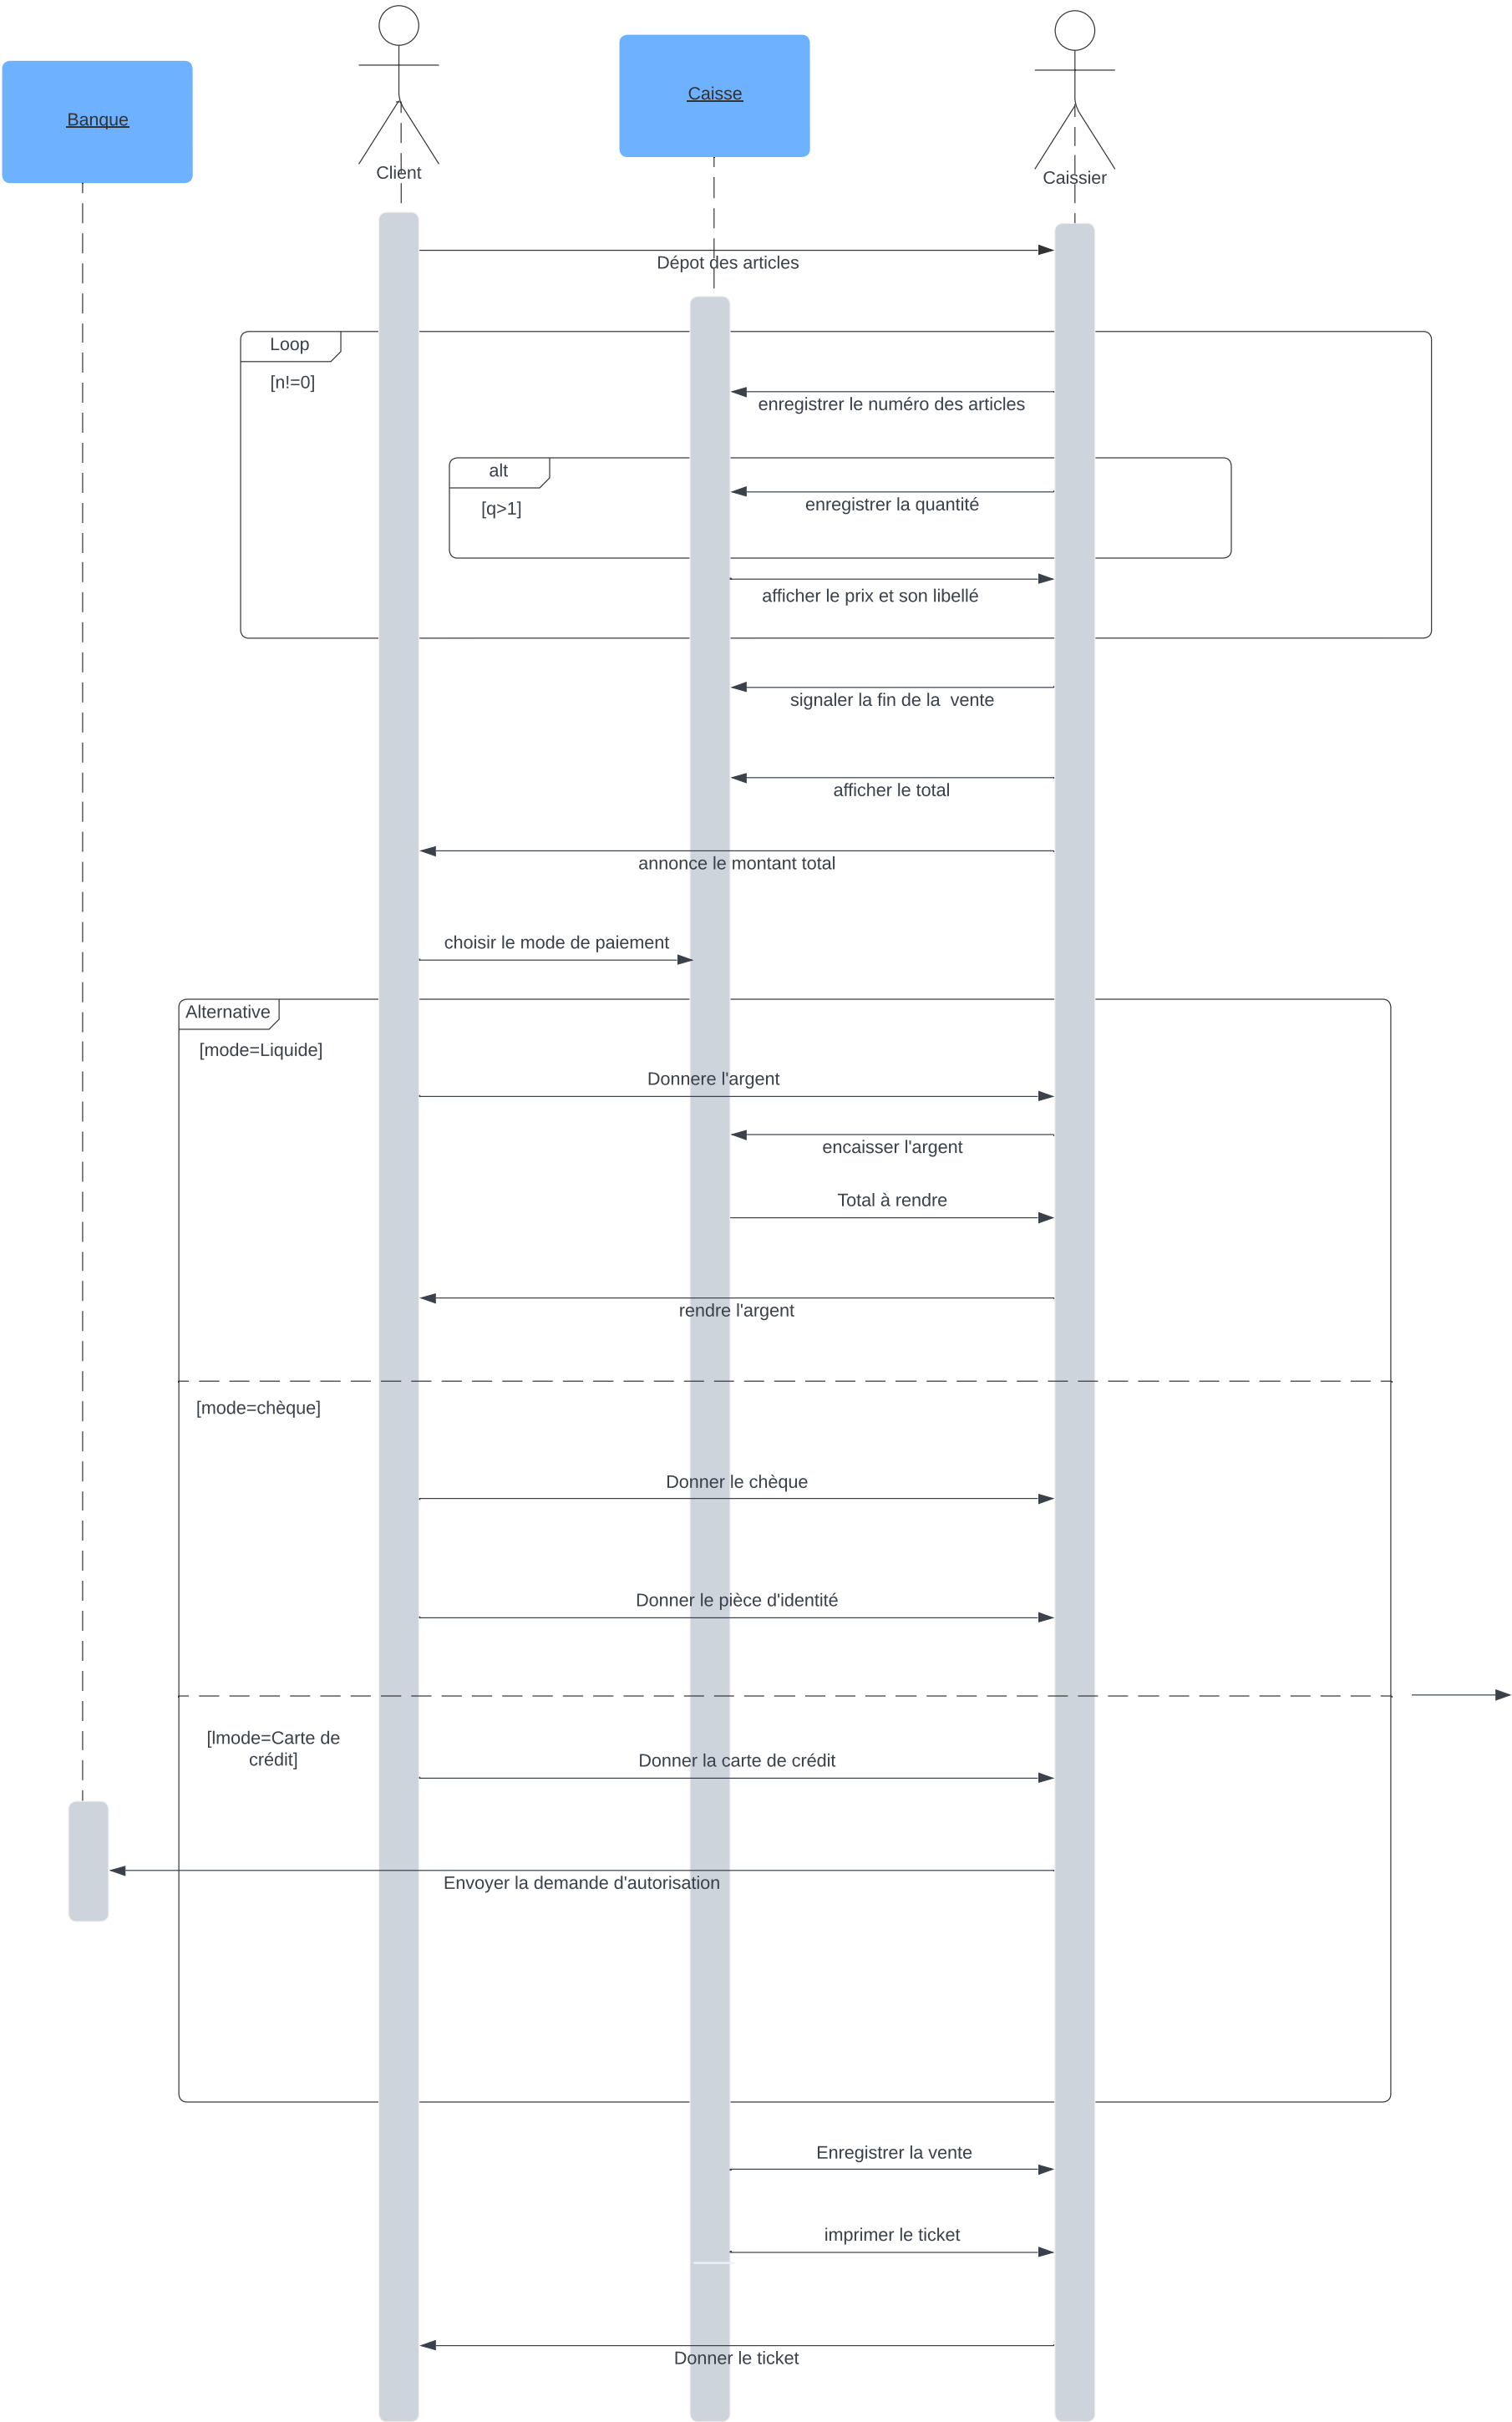 Banque
Client
Caisse
Caissier
Dépot des articles
Loop
[n!=0]
enregistrer le numéro des articles
alt
[q>1]
enregistrer la quantité
afficher le prix et son libellé
signaler la fin de la  vente
afficher le total
annonce le montant total
choisir le mode de paiement
Alternative
[mode=Liquide]
Donnere l'argent
encaisser l'argent
Total à rendre
rendre l'argent
[mode=chèque]
Donner le chèque
Donner le pièce d'identité
[lmode=Carte de
crédit]
Donner la carte de crédit
Envoyer la demande d'autorisation
Enregistrer la vente
imprimer le ticket
Donner le ticket